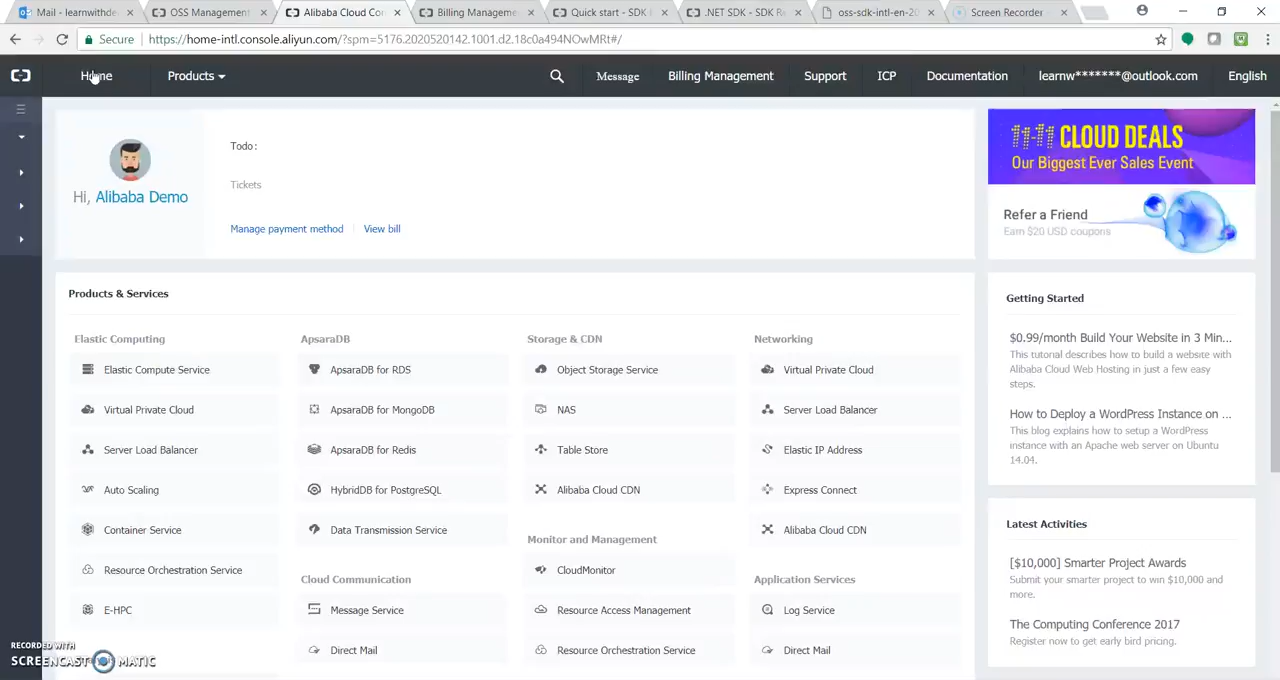 Mail - learnwithde
OSS Management
Alibaba Cloud Co
Billing Manageme
Quick start - SDK
.NET SDK - SDK R
oss-sdk-intl-en-20
Screen Recorder
Secure
https://home-intl.console.aliyun.com/?spm=5176.2020520142.1001.d2.18c0a494NOwMRt#/
Home
Products
Message
Billing Management
Support
ICP
Documentation
learnw*******@outlook.com
English
Hi, Alibaba Demo
Todo:
Tickets
Manage payment method
View bill
11·11 CLOUD DEALS
Our Biggest Ever Sales Event
Refer a Friend
Earn $20 USD coupons
Products & Services
Elastic Computing
Elastic Compute Service
Virtual Private Cloud
Server Load Balancer
Auto Scaling
Container Service
Resource Orchestration Service
E-HPC
ApsaraDB
ApsaraDB for RDS
ApsaraDB for MongoDB
ApsaraDB for Redis
HybridDB for PostgreSQL
Data Transmission Service
Cloud Communication
Message Service
Direct Mail
Storage & CDN
Object Storage Service
NAS
Table Store
Alibaba Cloud CDN
Monitor and Management
CloudMonitor
Resource Access Management
Resource Orchestration Service
Networking
Virtual Private Cloud
Server Load Balancer
Elastic IP Address
Express Connect
Alibaba Cloud CDN
Application Services
Log Service
Direct Mail
Getting Started
$0.99/month Build Your Website in 3 Min...
This tutorial describes how to build a website with
Alibaba Cloud Web Hosting in just a few easy
steps.
How to Deploy a WordPress Instance on ...
This blog explains how to setup a WordPress
instance with an Apache web server on Ubuntu
14.04.
Latest Activities
[$10,000] Smarter Project Awards
Submit your smarter project to win $10,000 and
more.
The Computing Conference 2017
Register now to get early bird pricing.
RECORDED WITH
SCREENCAST MATIC